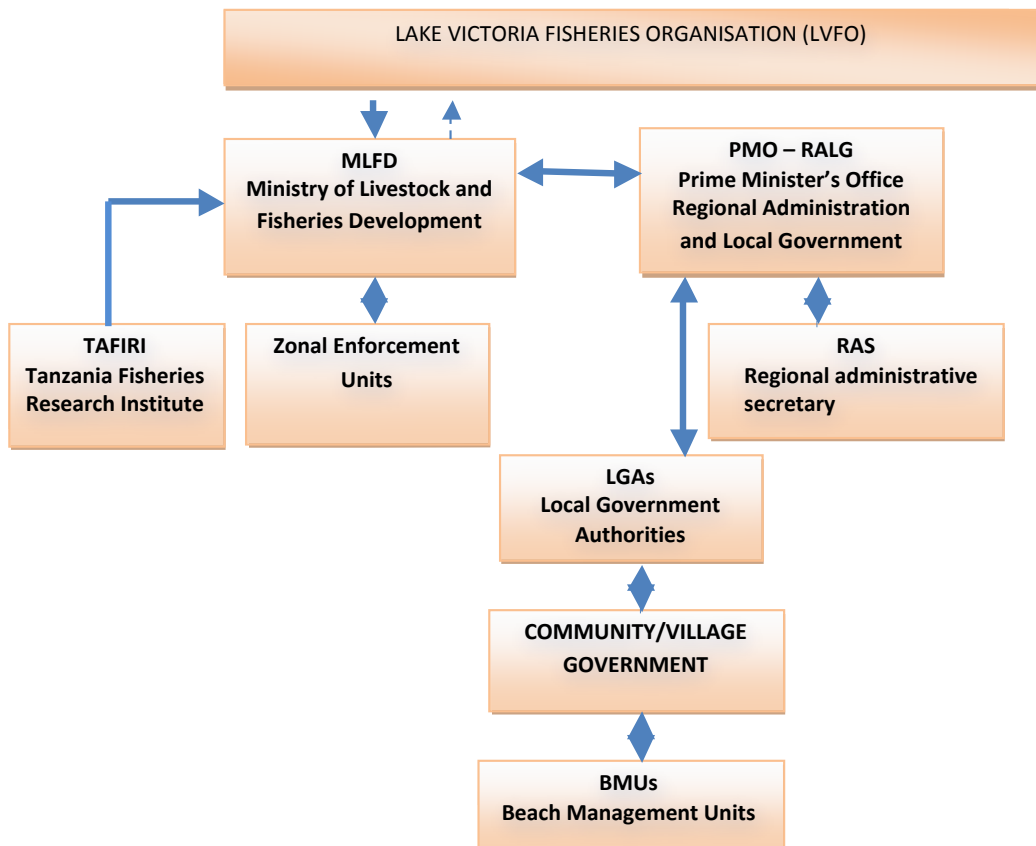 LAKE VICTORIA FISHERIES ORGANISATION (LVFO)
MLFD
Ministry of Livestock and
Fisheries Development
PMO – RALG
Prime Minister’s Office
Regional Administration
and Local Government
TAFIRI
Tanzania Fisheries
Research Institute
Zonal Enforcement
Units
RAS
Regional administrative
secretary
LGAs
Local Government
Authorities
COMMUNITY/VILLAGE
GOVERNMENT
BMUs
Beach Management Units